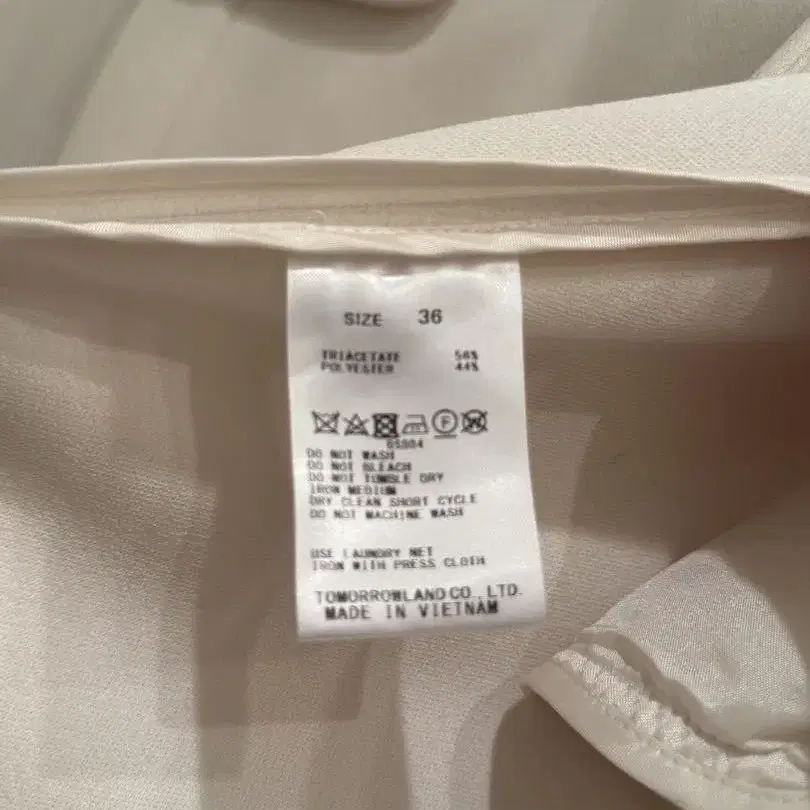 SIZE 36
TRIACETATE 56%
POLYESTER 44%
F W
DO NOT WASH
DO NOT BLEACH
DO NOT TUMBLE DRY
IRON MEDIUM
DRY CLEAN SHORT CYCLE
DO NOT MACHINE WASH
USE LAUNDRY NET
IRON WITH PRESS CLOTH
TOMORROWLAND CO., LTD.
MADE IN VIETNAM